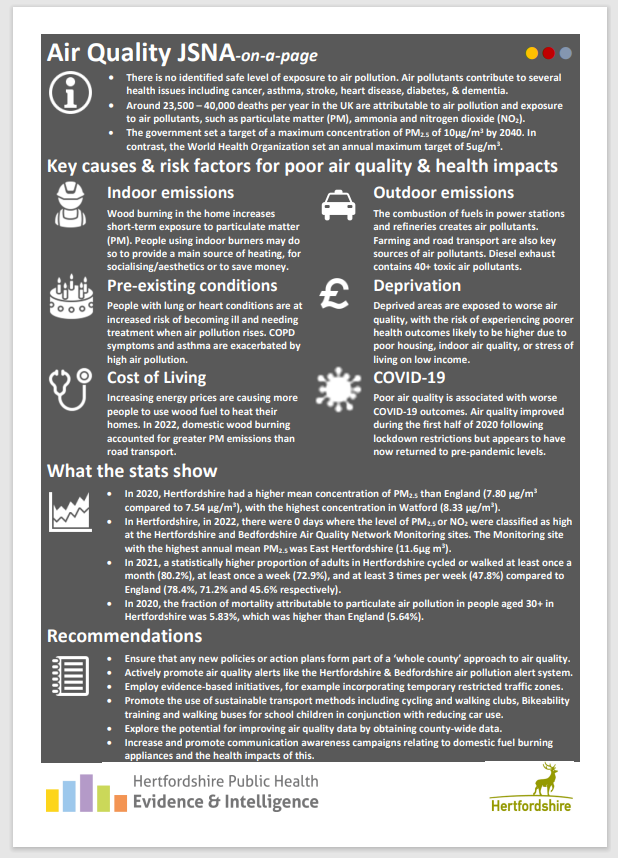 Air Quality JSNA-on-a-page
• There is no identified safe level of exposure to air pollution. Air pollutants contribute to several
health issues including cancer, asthma, stroke, heart disease, diabetes, & dementia.
• Around 23,500 – 40,000 deaths per year in the UK are attributable to air pollution and exposure
to air pollutants, such as particulate matter (PM), ammonia and nitrogen dioxide (NO₂).
• The government set a target of a maximum concentration of PM₂.₅ of 10µg/m³ by 2040. In
contrast, the World Health Organization set an annual maximum target of 5ug/m³.
Key causes & risk factors for poor air quality & health impacts
Indoor emissions
Wood burning in the home increases
short-term exposure to particulate matter
(PM). People using indoor burners may do
so to provide a main source of heating, for
socialising/aesthetics or to save money.
Outdoor emissions
The combustion of fuels in power stations
and refineries creates air pollutants.
Farming and road transport are also key
sources of air pollutants. Diesel exhaust
contains 40+ toxic air pollutants.
Pre-existing conditions
People with lung or heart conditions are at
increased risk of becoming ill and needing
treatment when air pollution rises. COPD
symptoms and asthma are exacerbated by
high air pollution.
£
Deprivation
Deprived areas are exposed to worse air
quality, with the risk of experiencing poorer
health outcomes likely to be higher due to
poor housing, indoor air quality, or stress of
living on low income.
Cost of Living
Increasing energy prices are causing more
people to use wood fuel to heat their
homes. In 2022, domestic wood burning
accounted for greater PM emissions than
road transport.
COVID-19
Poor air quality is associated with worse
COVID-19 outcomes. Air quality improved
during the first half of 2020 following
lockdown restrictions but appears to have
now returned to pre-pandemic levels.
What the stats show
• In 2020, Hertfordshire had a higher mean concentration of PM₂.₅ than England (7.80 µg/m³
compared to 7.54 µg/m³), with the highest concentration in Watford (8.33 µg/m³).
• In Hertfordshire, in 2022, there were 0 days where the level of PM₂.₅ or NO₂ were classified as high
at the Hertfordshire and Bedfordshire Air Quality Network Monitoring sites. The Monitoring site
with the highest annual mean PM₂.₅ was East Hertfordshire (11.6µg m³).
• In 2021, a statistically higher proportion of adults in Hertfordshire cycled or walked at least once a
month (80.2%), at least once a week (72.9%), and at least 3 times per week (47.8%) compared to
England (78.4%, 71.2% and 45.6% respectively).
• In 2020, the fraction of mortality attributable to particulate air pollution in people aged 30+ in
Hertfordshire was 5.83%, which was higher than England (5.64%).
Recommendations
• Ensure that any new policies or action plans form part of a ‘whole county’ approach to air quality.
• Actively promote air quality alerts like the Hertfordshire & Bedfordshire air pollution alert system.
• Employ evidence-based initiatives, for example incorporating temporary restricted traffic zones.
• Promote the use of sustainable transport methods including cycling and walking clubs, Bikeability
training and walking buses for school children in conjunction with reducing car use.
• Explore the potential for improving air quality data by obtaining county-wide data.
• Increase and promote communication awareness campaigns relating to domestic fuel burning
appliances and the health impacts of this.
Hertfordshire Public Health
Evidence & Intelligence
Hertfordshire